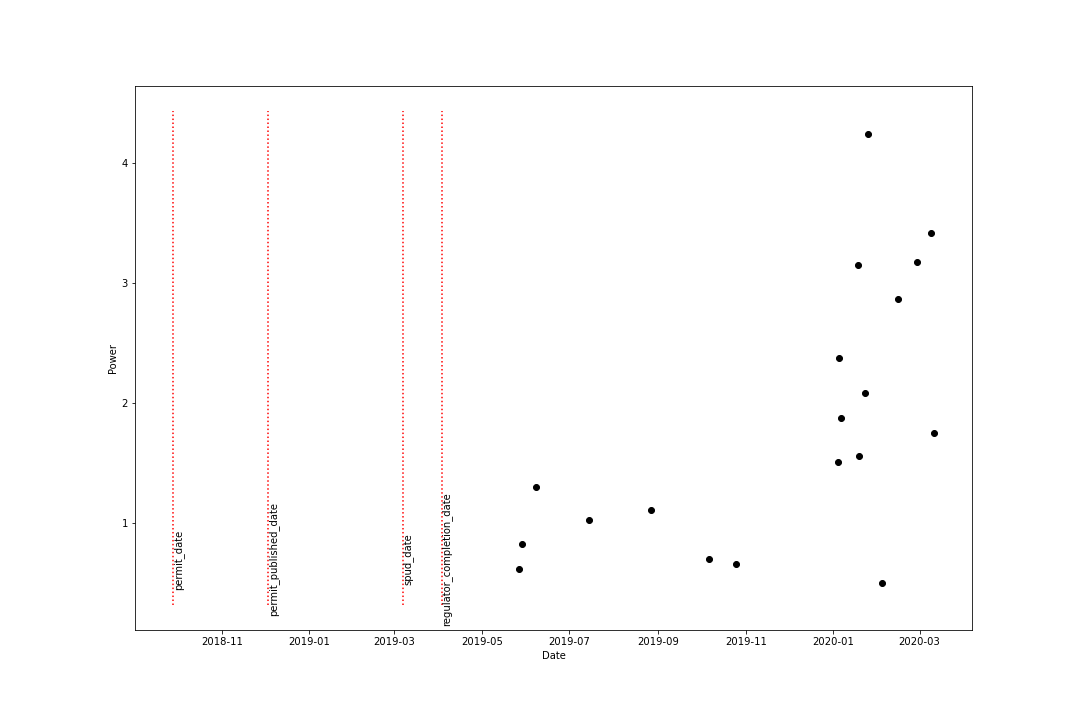 4
3
2
1
Power
permit_date
permit_published_date
spud_date
regulator_completion_date
2018-11
2019-01
2019-03
2019-05
2019-07
2019-09
2019-11
2020-01
2020-03
Date